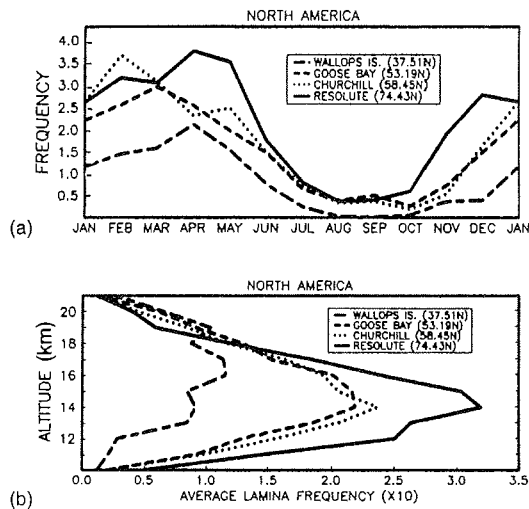 NORTH AMERICA
4.0
3.5
3.0
2.5
2.0
1.5
1.0
0.5
FREQUENCY
WALLOPS IS. (37.51N)
GOOSE BAY (53.19N)
CHURCHILL (58.45N)
RESOLUTE (74.43N)
JAN FEB MAR APR MAY JUN JUL AUG SEP OCT NOV DEC JAN
(a)
NORTH AMERICA
20
18
16
14
12
ALTITUDE (km)
WALLOPS IS. (37.51N)
GOOSE BAY (53.19N)
CHURCHILL (58.45N)
RESOLUTE (74.43N)
0.0 0.5 1.0 1.5 2.0 2.5 3.0 3.5
AVERAGE LAMINA FREQUENCY (X10)
(b)